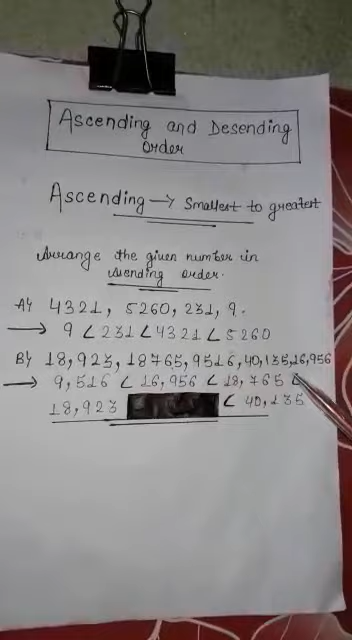 Ascending and Desending
Order
Ascending → Smallest to greatest
Arrange the given number in
asending order.
A) 4321, 5260, 231, 9.
→ 9 < 231 < 4321 < 5260
B) 18,923, 18765, 9516, 40,135, 16,956
→ 9,516 < 16,956 < 18,765 <
18,923 < 40,135